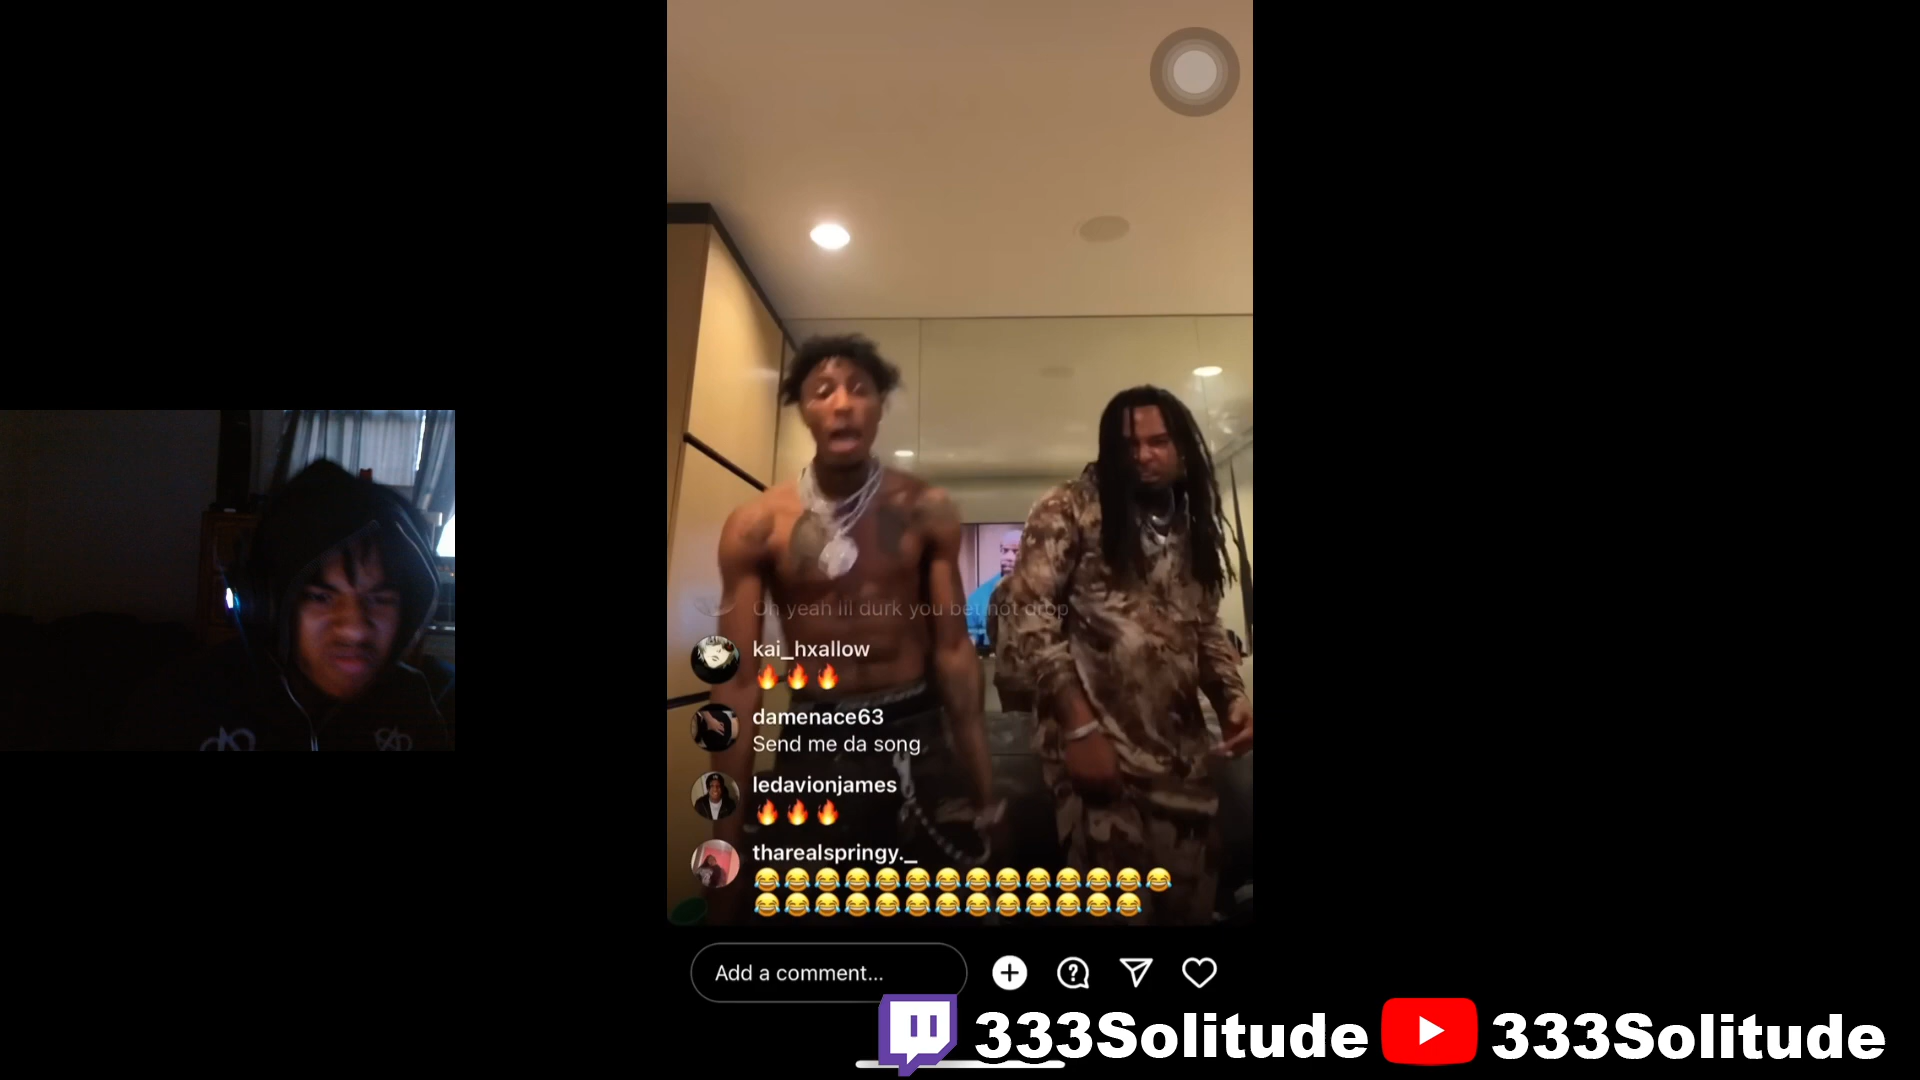 Oh yeah lil durk you bet not drop
kai_hxallow
🔥🔥🔥
damenace63
Send me da song
ledavionjames
🔥🔥🔥
tharealspringy._
😂😂😂😂😂😂😂😂😂😂😂😂😂😂
😂😂😂😂😂😂😂😂😂😂😂😂😂
Add a comment...
333Solitude
333Solitude